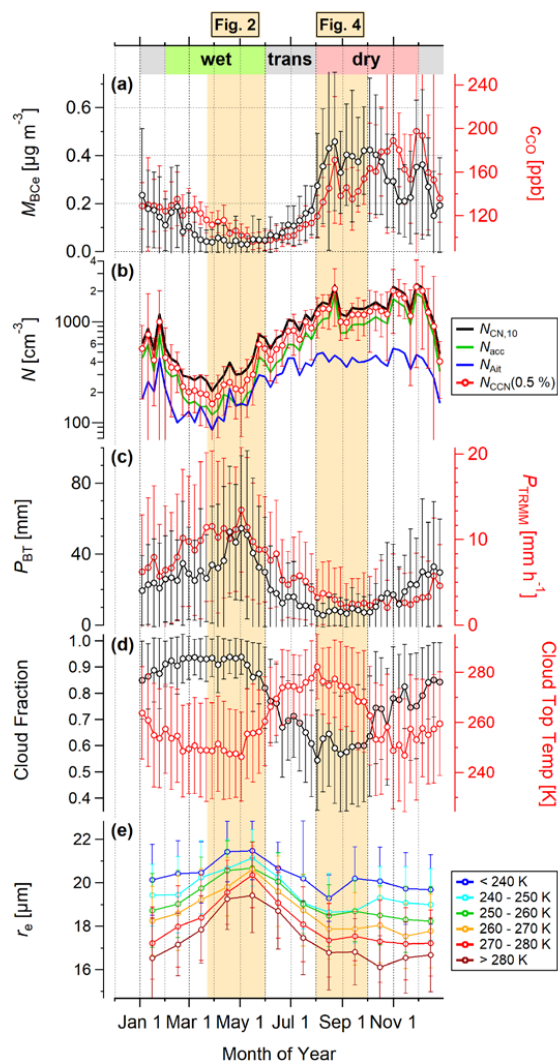 Fig. 2 Fig. 4
wet trans dry
(a)
0.6
0.4
0.2
0.0
M_BCe [µg m⁻³]
240
200
160
120
c_CO [ppb]
(b)
4
2
1000
4
2
100
N [cm⁻³]
N_CN,10
N_acc
N_Ait
N_CCN(0.5 %)
(c)
80
40
0
P_BT [mm]
20
15
10
5
0
P_TRMM [mm h⁻¹]
(d)
1.0
0.9
0.8
0.7
0.6
0.5
0.4
Cloud Fraction
280
260
240
Cloud Top Temp [K]
(e)
22
20
18
16
r_e [µm]
< 240 K
240 - 250 K
250 - 260 K
260 - 270 K
270 - 280 K
> 280 K
Jan 1 Mar 1 May 1 Jul 1 Sep 1 Nov 1
Month of Year